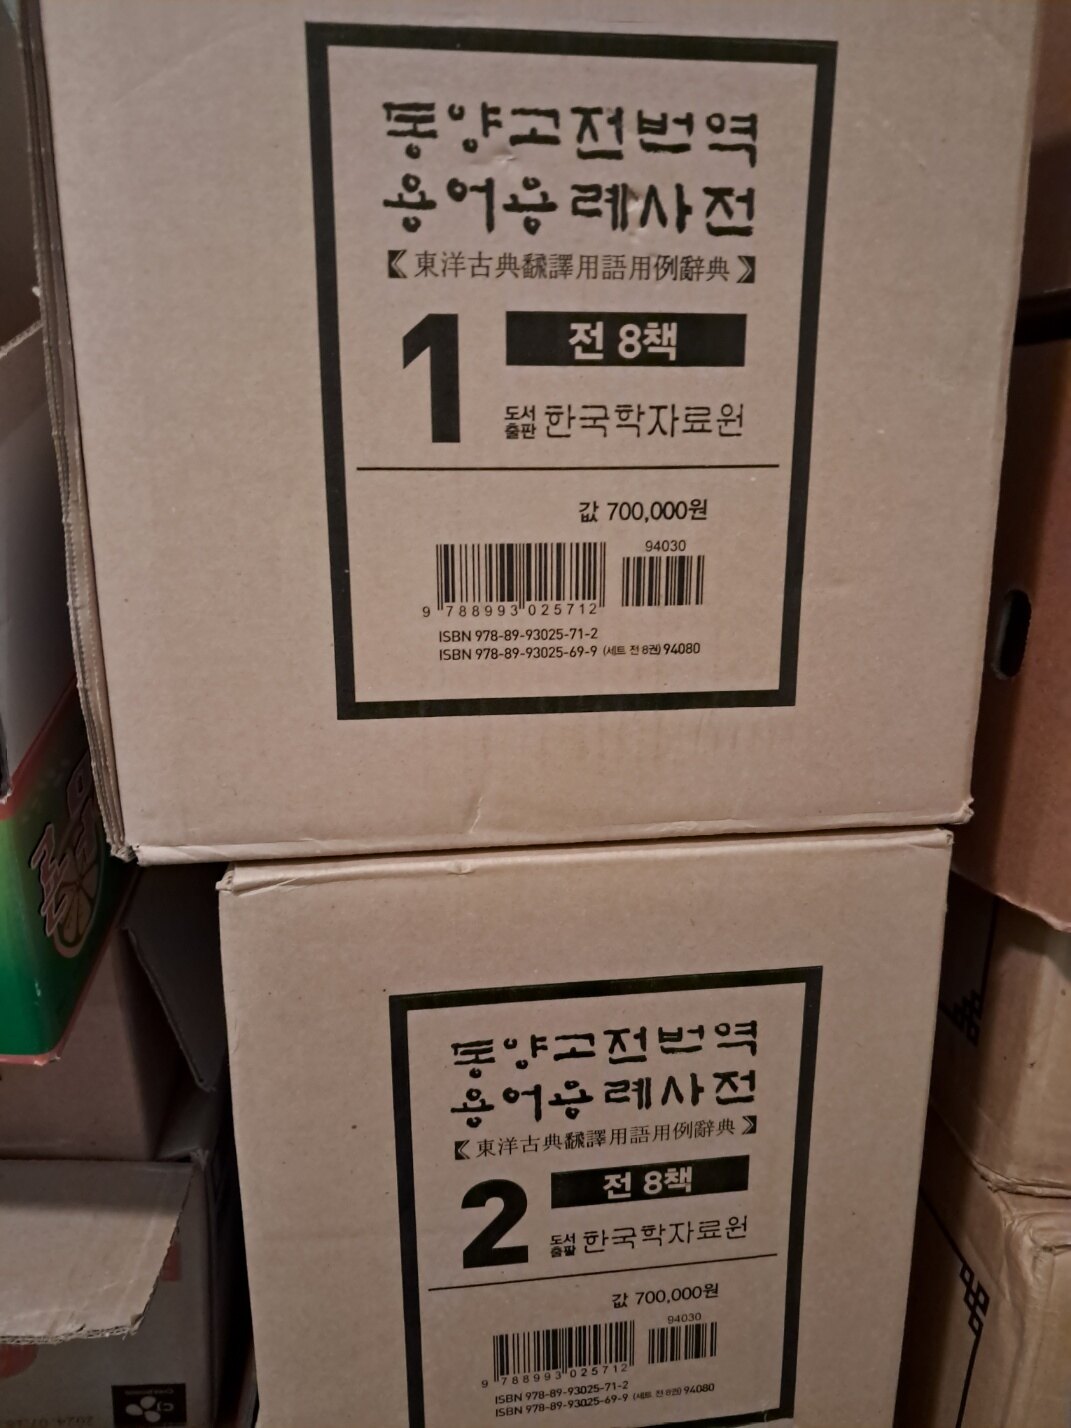 동양고전번역
용어용례사전
【東洋古典飜譯用語用例辭典】
1
전 8책
도서출판 한국학자료원
값 700,000원
94030
9 788993 025712
ISBN 978-89-93025-71-2
ISBN 978-89-93025-69-9 (세트 전 8권) 94080
동양고전번역
용어용례사전
【東洋古典飜譯用語用例辭典】
2
전 8책
도서출판 한국학자료원
값 700,000원
94030
9 788993 025712
ISBN 978-89-93025-71-2
ISBN 978-89-93025-69-9 (세트 전 8권) 94080
CJ